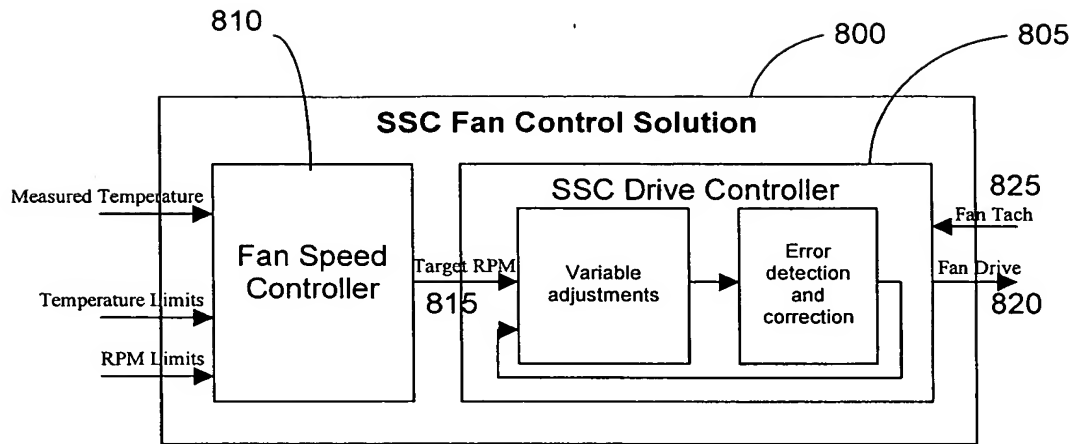 810
800
805
SSC Fan Control Solution
SSC Drive Controller
825
Measured Temperature
Fan Tach
Fan Speed
Controller
Target RPM
815
Variable
adjustments
Error
detection
and
correction
Fan Drive
820
Temperature Limits
RPM Limits